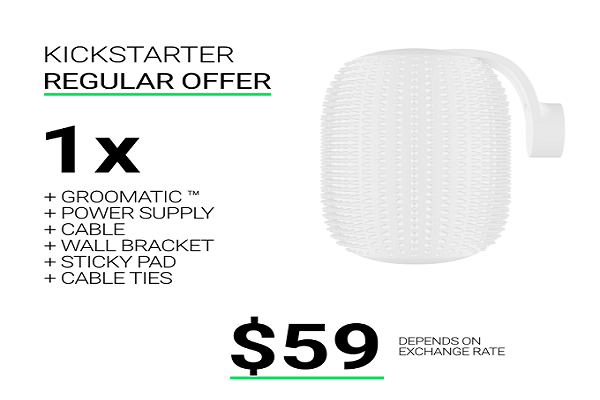 KICKSTARTER
REGULAR OFFER
1x
+ GROOMATIC ™
+ POWER SUPPLY
+ CABLE
+ WALL BRACKET
+ STICKY PAD
+ CABLE TIES
$59
DEPENDS ON
EXCHANGE RATE